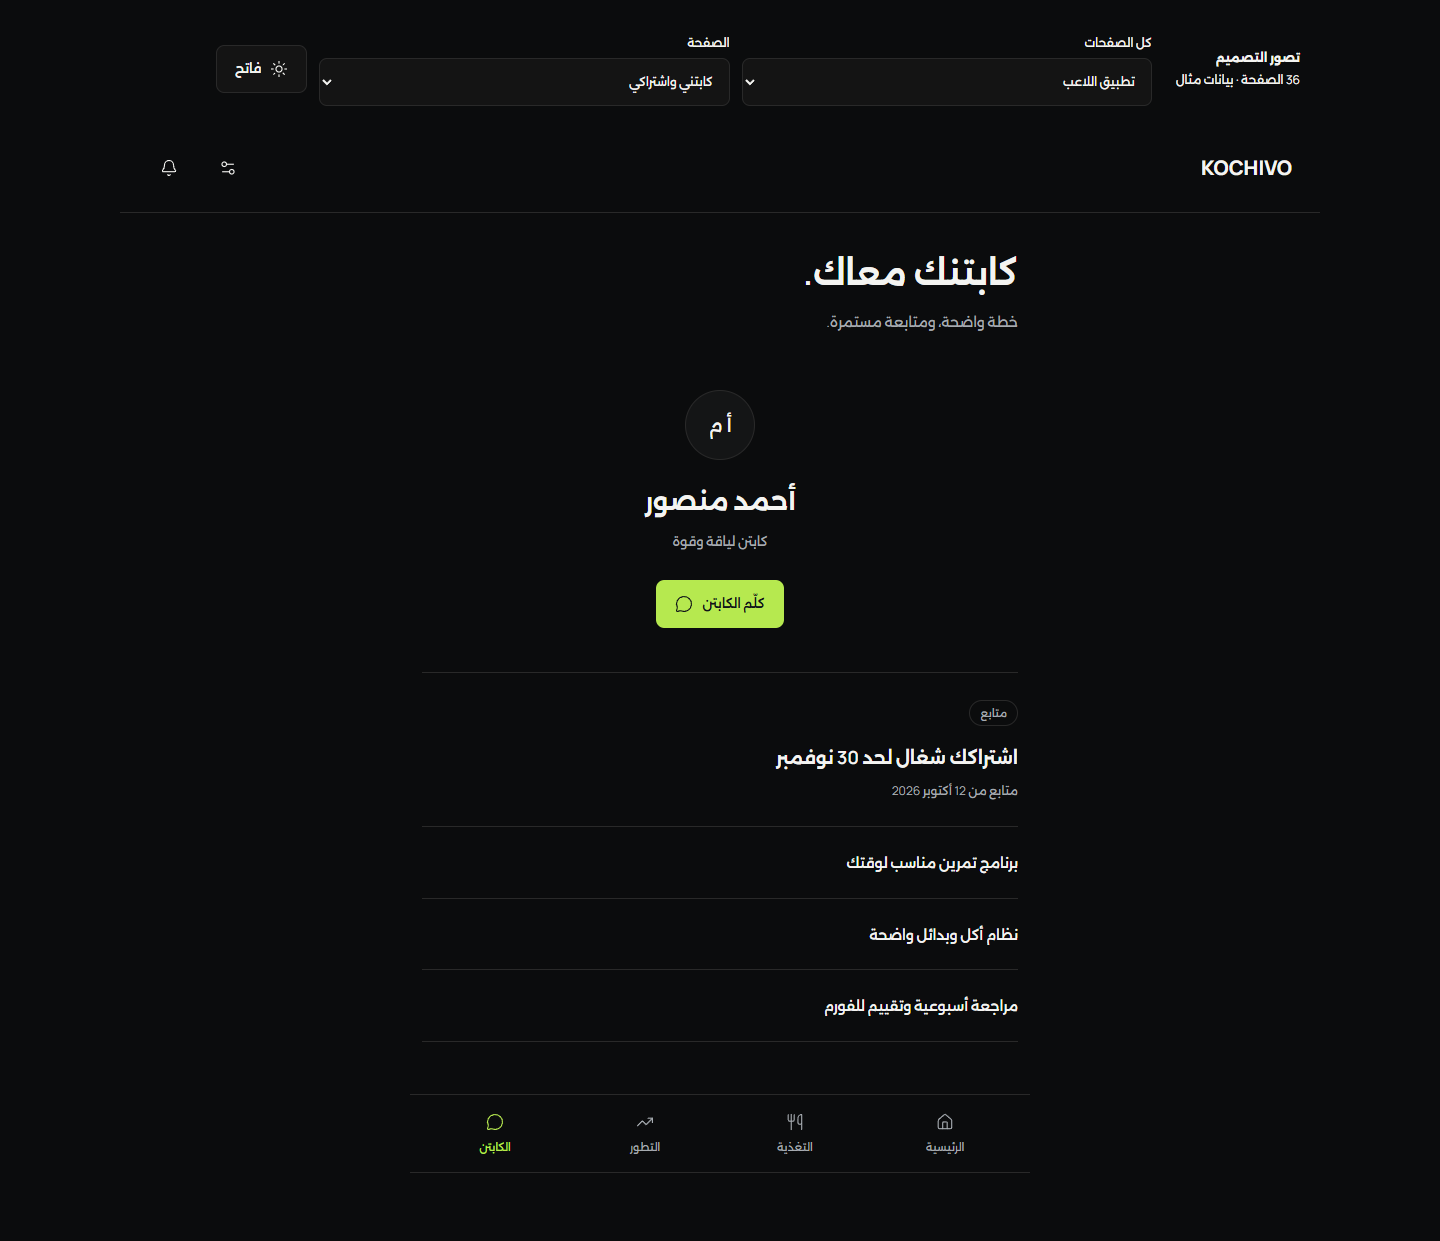 تصور التصميم
36 الصفحة · بيانات مثال
كل الصفحات
تطبيق اللاعب
الصفحة
كابتني واشتراكي
فاتح
KOCHIVO
كابتنك معاك.
خطة واضحة، ومتابعة مستمرة.
أ م
أحمد منصور
كابتن لياقة وقوة
كلّم الكابتن
متابع
اشتراكك شغال لحد 30 نوفمبر
متابع من 12 أكتوبر 2026
برنامج تمرين مناسب لوقتك
نظام أكل وبدائل واضحة
مراجعة أسبوعية وتقييم للفورم
الرئيسية
التغذية
التطور
الكابتن